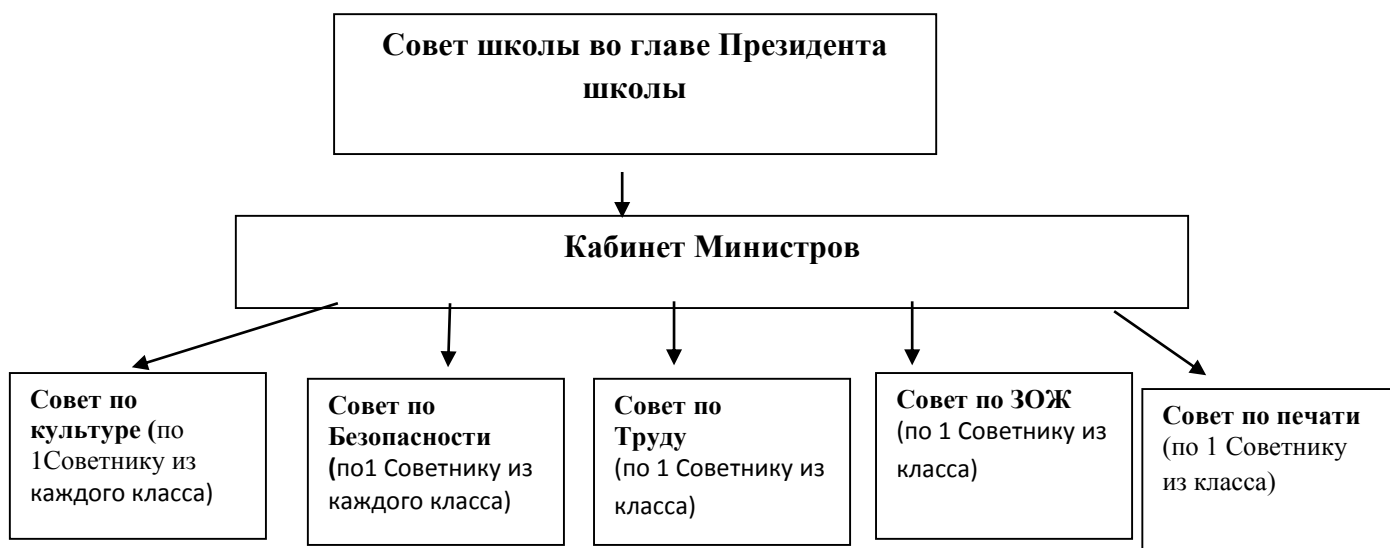 Совет школы во главе Президента
школы
Кабинет Министров
Совет по
культуре (по
1Советнику из
каждого класса)
Совет по
Безопасности
(по1 Советнику из
каждого класса)
Совет по
Труду
(по 1 Советнику из
класса)
Совет по ЗОЖ
(по 1 Советнику из
класса)
Совет по печати
(по 1 Советнику
из класса)